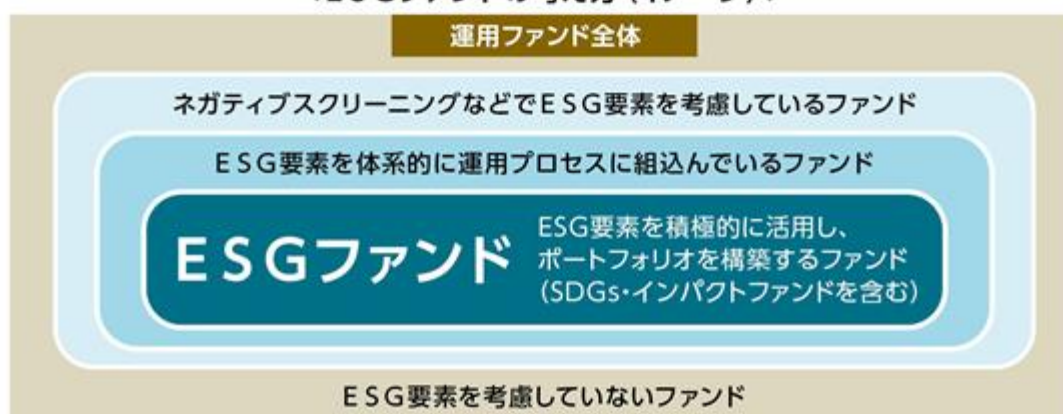 運用ファンド全体
ネガティブスクリーニングなどでESG要素を考慮しているファンド
ESG要素を体系的に運用プロセスに組込んでいるファンド
ESGファンド
ESG要素を積極的に活用し、
ポートフォリオを構築するファンド
(SDGs・インパクトファンドを含む)
ESG要素を考慮していないファンド